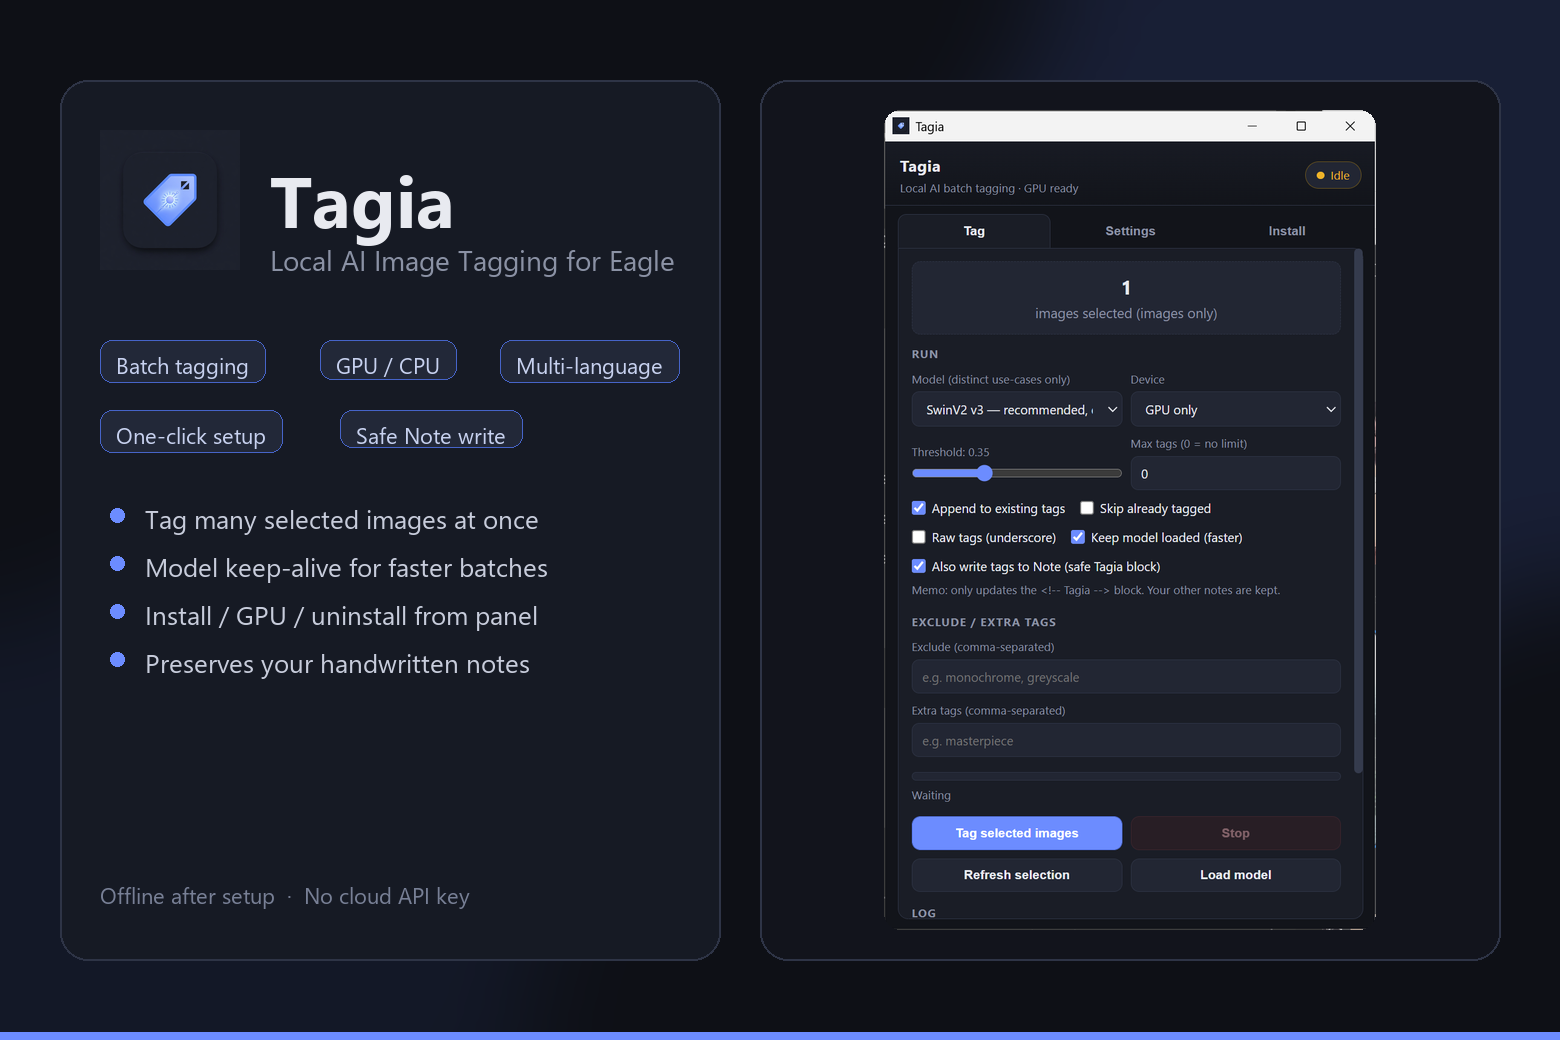 Tagia
Local AI Image Tagging for Eagle
Batch tagging
GPU / CPU
Multi-language
One-click setup
Safe Note write
Tag many selected images at once
Model keep-alive for faster batches
Install / GPU / uninstall from panel
Preserves your handwritten notes
Offline after setup · No cloud API key
Tagia
Tagia
Local AI batch tagging · GPU ready
Idle
Tag
Settings
Install
1
images selected (images only)
RUN
Model (distinct use-cases only)
Device
SwinV2 v3 — recommended,
GPU only
Threshold: 0.35
Max tags (0 = no limit)
0
Append to existing tags
Skip already tagged
Raw tags (underscore)
Keep model loaded (faster)
Also write tags to Note (safe Tagia block)
Memo: only updates the <!-- Tagia --> block. Your other notes are kept.
EXCLUDE / EXTRA TAGS
Exclude (comma-separated)
e.g. monochrome, greyscale
Extra tags (comma-separated)
e.g. masterpiece
Waiting
Tag selected images
Stop
Refresh selection
Load model
LOG